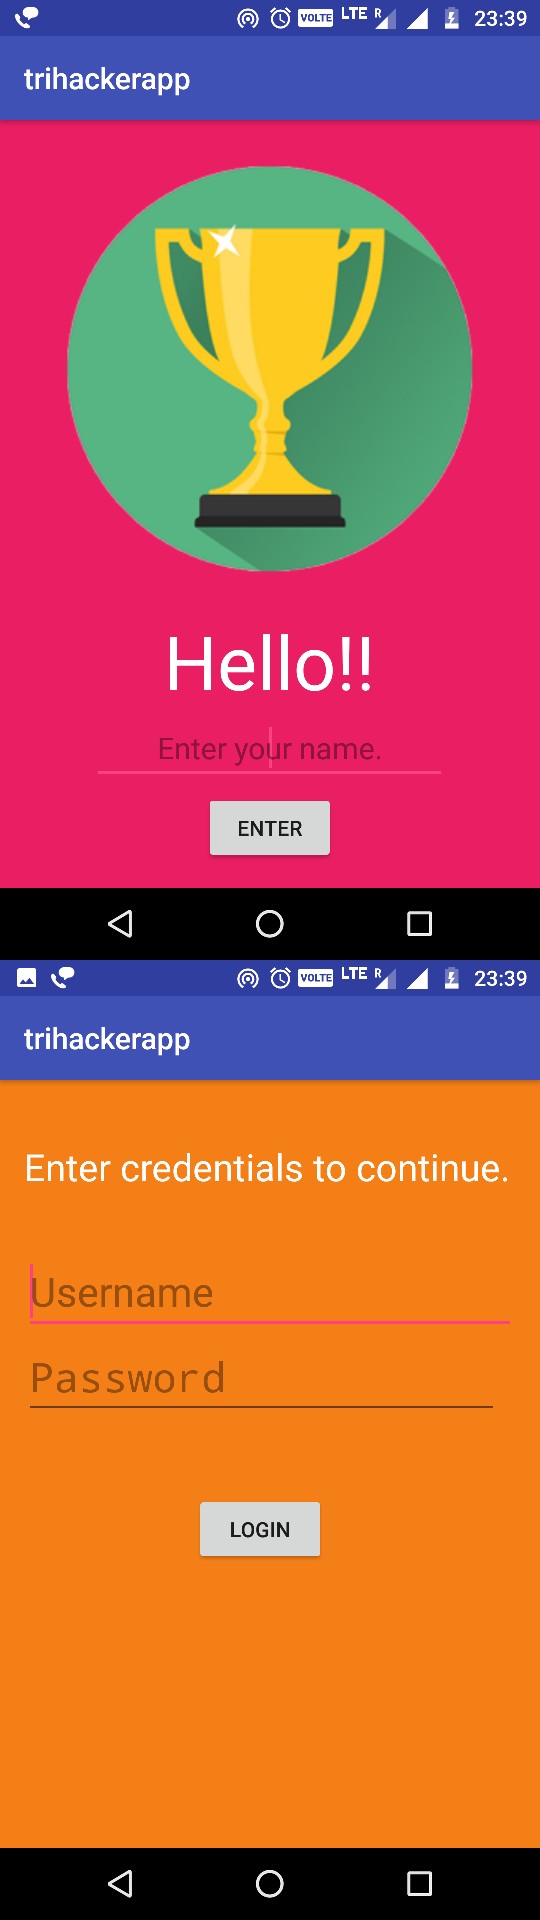 VOLTE LTE R 23:39
trihackerapp
Hello!!
Enter your name.
ENTER
VOLTE LTE R 23:39
trihackerapp
Enter credentials to continue.
Username
Password
LOGIN